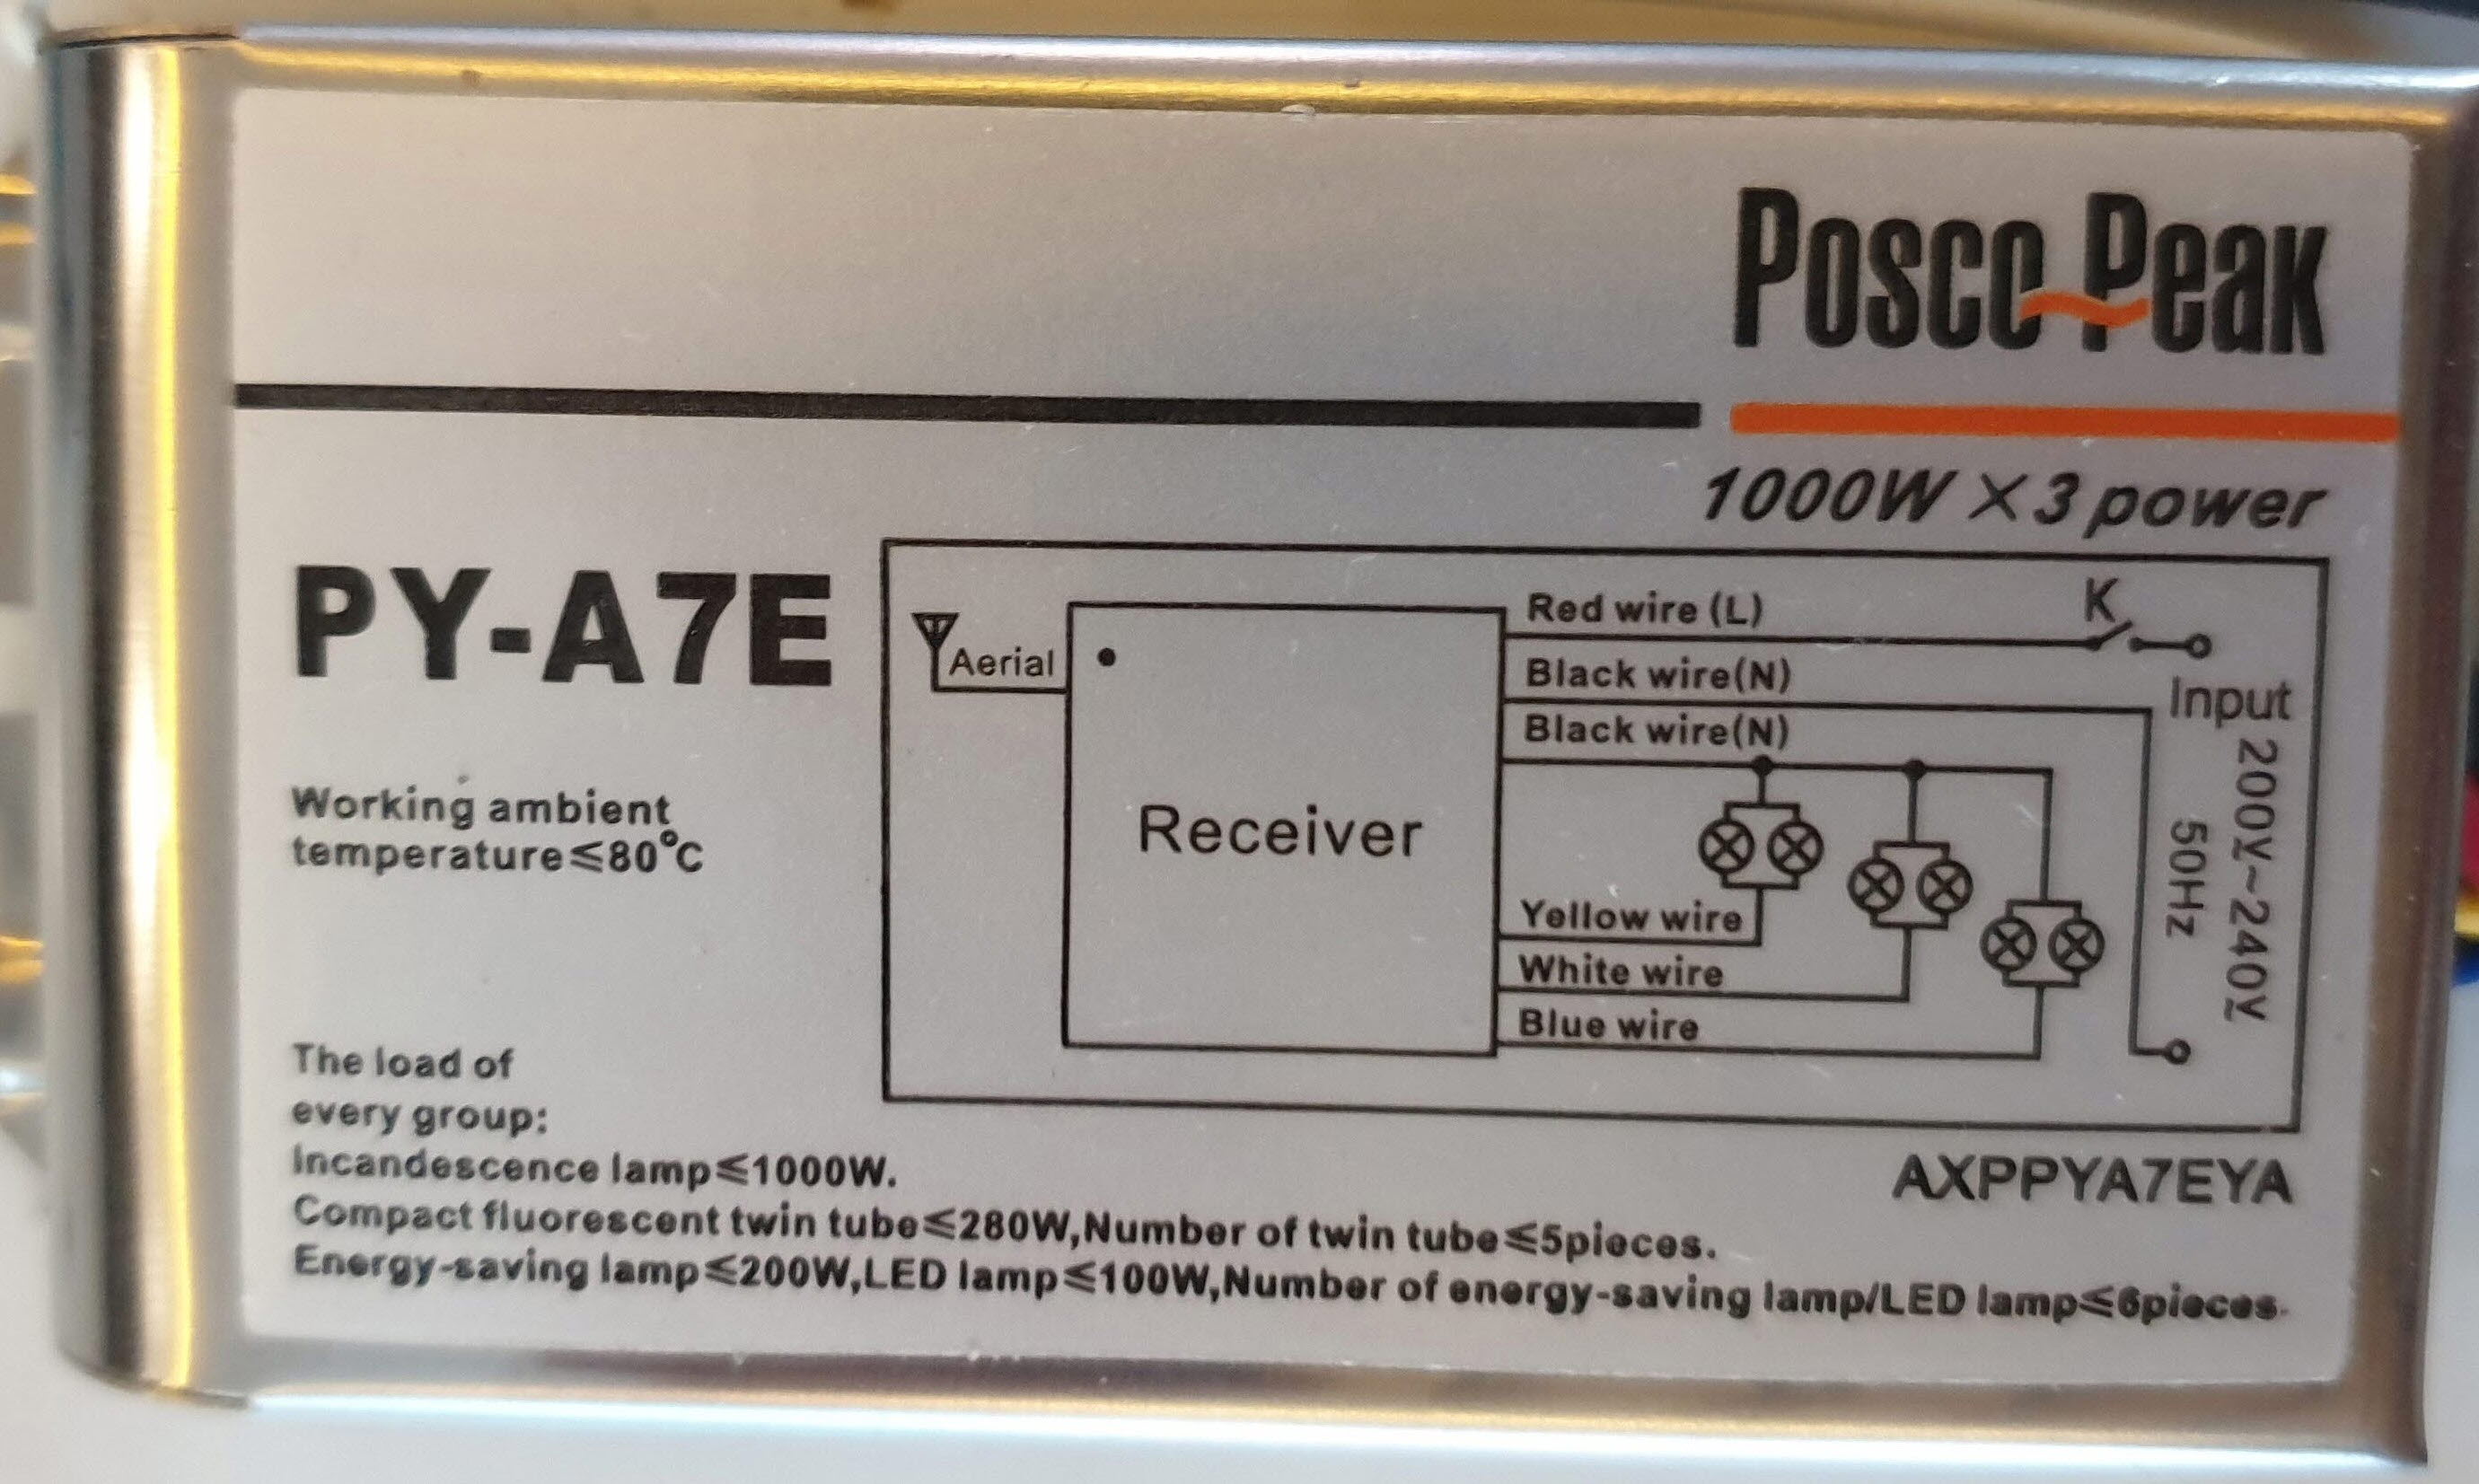 Posco Peak
1000W ×3 power
PY-A7E
Working ambient
temperature≤80°C
The load of
every group:
Incandescence lamp≤1000W.
Compact fluorescent twin tube≤280W,Number of twin tube≤5pieces.
Energy-saving lamp≤200W,LED lamp≤100W,Number of energy-saving lamp/LED lamp≤6pieces.
Aerial
Receiver
Red wire (L)
K
Black wire(N)
Black wire(N)
Input
200V~240V
50Hz
Yellow wire
White wire
Blue wire
AXPPYA7EYA